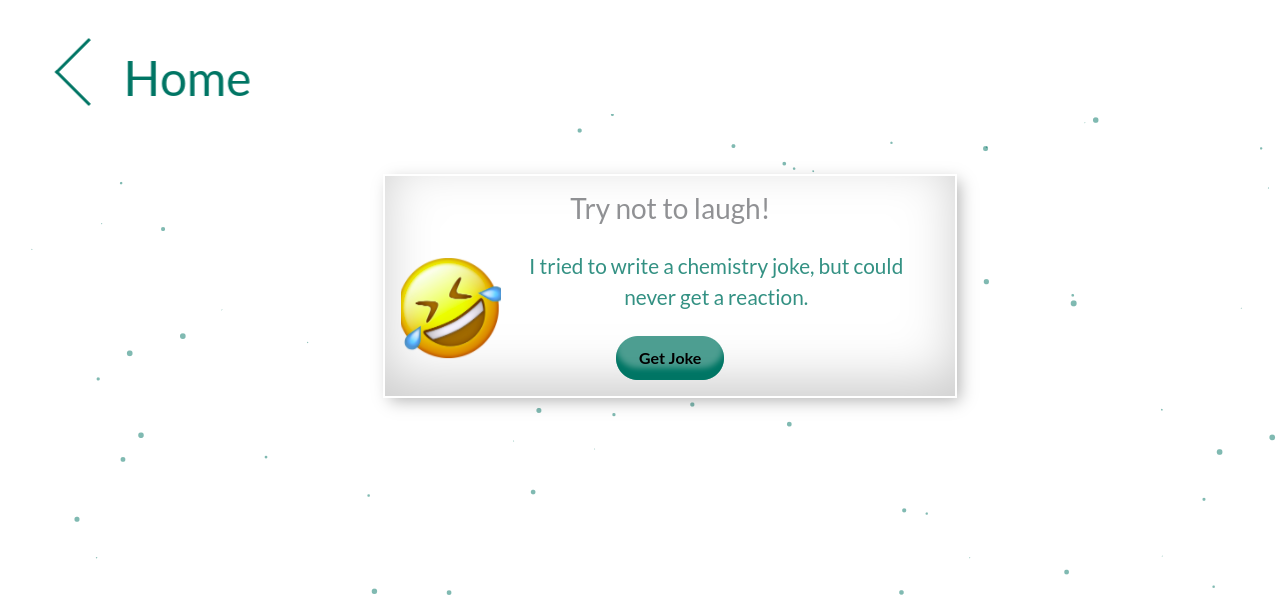 Home
Try not to laugh!
I tried to write a chemistry joke, but could
never get a reaction.
Get Joke